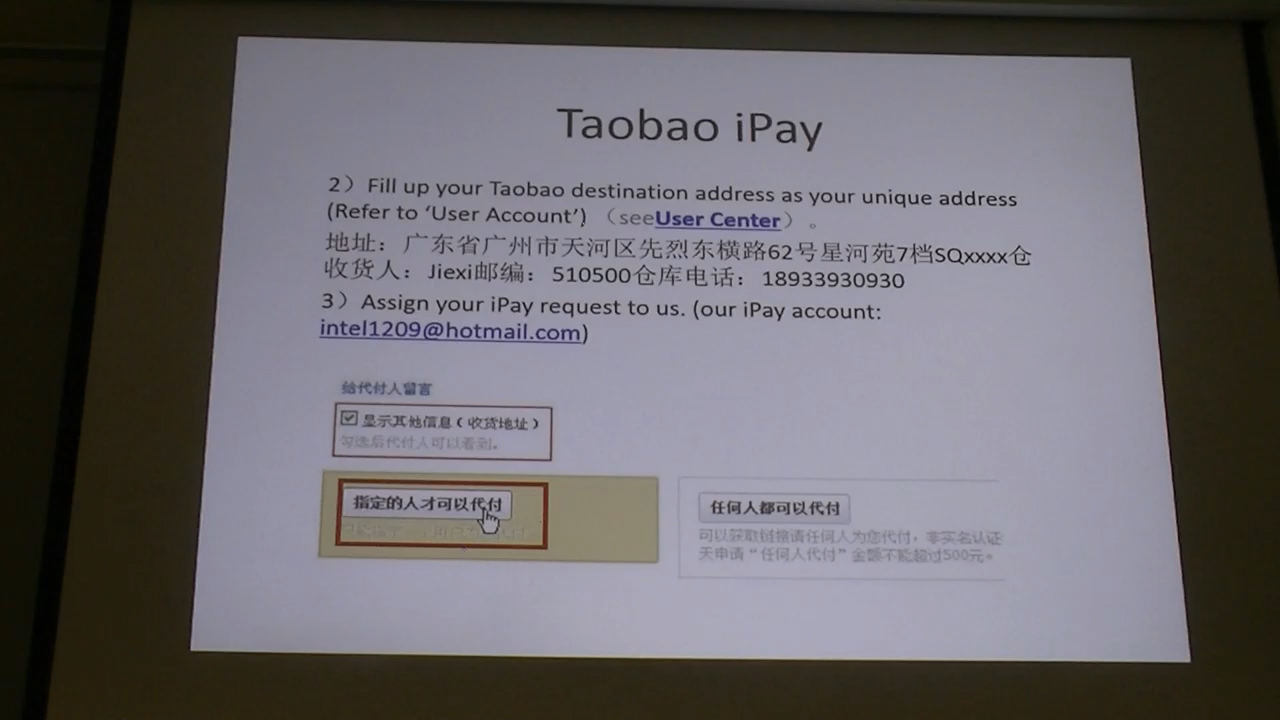 Taobao iPay
2）Fill up your Taobao destination address as your unique address
(Refer to ‘User Account’) （seeUser Center）。
地址：广东省广州市天河区先烈东横路62号星河苑7档SQxxxx仓
收货人：Jiexi邮编：510500仓库电话：18933930930
3）Assign your iPay request to us. (our iPay account:
intel1209@hotmail.com)
给代付人留言
显示其他信息（收货地址）
勾选后代付人可以看到。
指定的人才可以代付
任何人都可以代付
可以获取链接请任何人为您代付，非实名认证
天申请“任何人代付”金额不能超过500元。